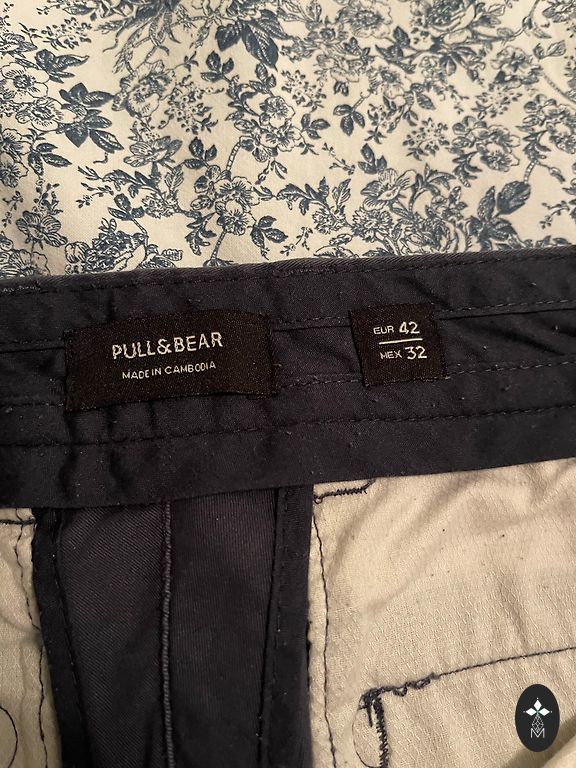 PULL&BEAR
MADE IN CAMBODIA
EUR 42
MEX 32